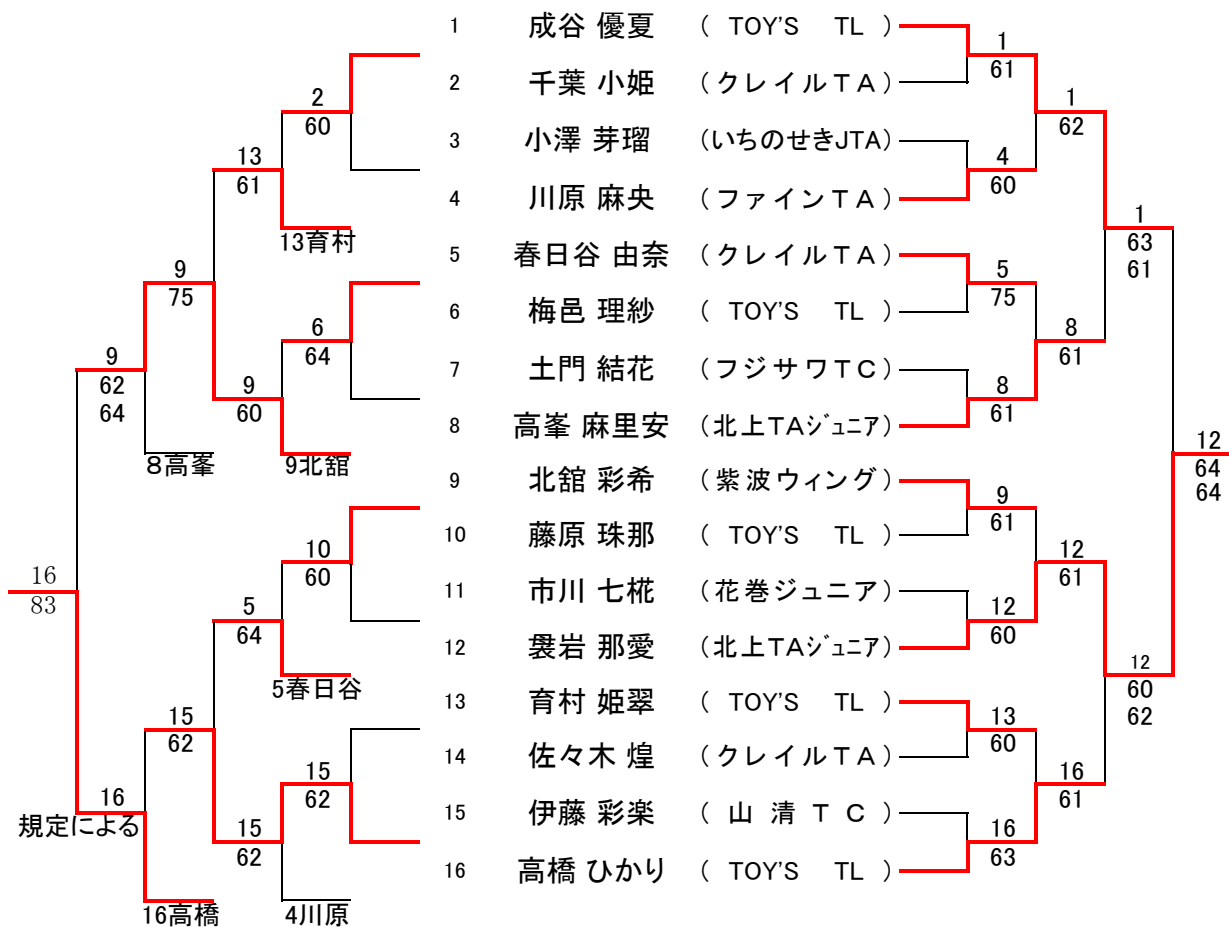 1 成谷 優夏 ( TOY'S TL )
2 千葉 小姫 (クレイルTA)
3 小澤 芽瑠 (いちのせきJTA)
4 川原 麻央 (ファインTA)
5 春日谷 由奈 (クレイルTA)
6 梅邑 理紗 ( TOY'S TL )
7 土門 結花 (フジサワTC)
8 高峯 麻里安 (北上TAジュニア)
9 北舘 彩希 (紫波ウィング)
10 藤原 珠那 ( TOY'S TL )
11 市川 七椛 (花巻ジュニア)
12 袰岩 那愛 (北上TAジュニア)
13 育村 姫翠 ( TOY'S TL )
14 佐々木 煌 (クレイルTA)
15 伊藤 彩楽 ( 山 清 T C )
16 高橋 ひかり ( TOY'S TL )
1
61
4
60
5
75
8
61
9
61
12
60
13
60
16
63
1
62
8
61
12
61
16
61
1
63
61
12
60
62
12
64
64
2
60
6
64
10
60
15
62
13
61
13育村
9
60
9北舘
5
64
5春日谷
15
62
4川原
9
75
15
62
9
62
64
8高峯
16
規定による
16高橋
16
83